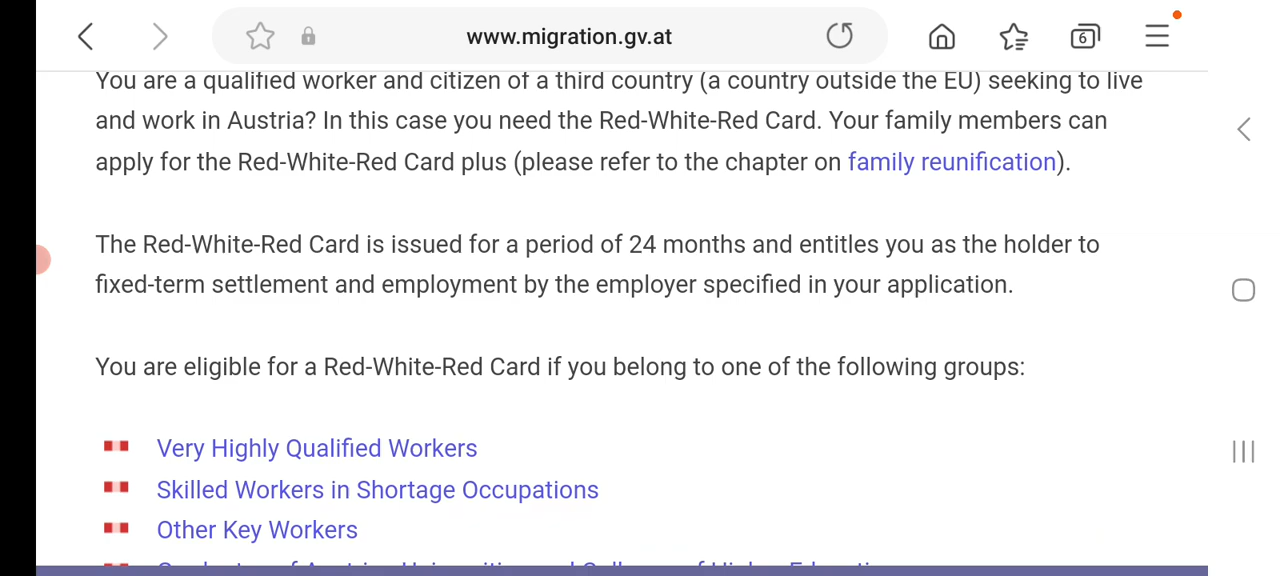 www.migration.gv.at
6
You are a qualified worker and citizen of a third country (a country outside the EU) seeking to live
and work in Austria? In this case you need the Red-White-Red Card. Your family members can
apply for the Red-White-Red Card plus (please refer to the chapter on family reunification).
The Red-White-Red Card is issued for a period of 24 months and entitles you as the holder to
fixed-term settlement and employment by the employer specified in your application.
You are eligible for a Red-White-Red Card if you belong to one of the following groups:
Very Highly Qualified Workers
Skilled Workers in Shortage Occupations
Other Key Workers